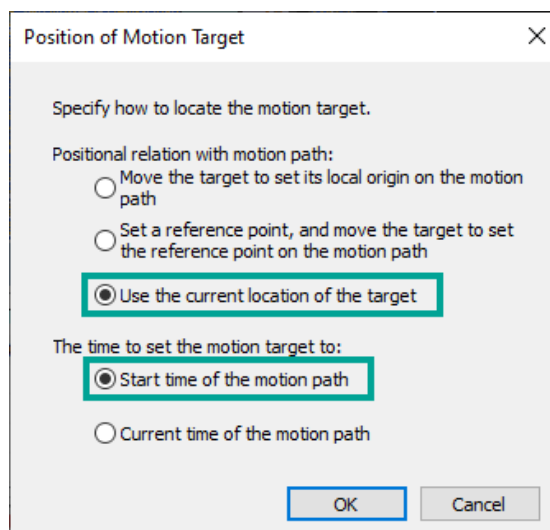 Position of Motion Target
Specify how to locate the motion target.
Positional relation with motion path:
Move the target to set its local origin on the motion
path
Set a reference point, and move the target to set
the reference point on the motion path
Use the current location of the target
The time to set the motion target to:
Start time of the motion path
Current time of the motion path
OK
Cancel